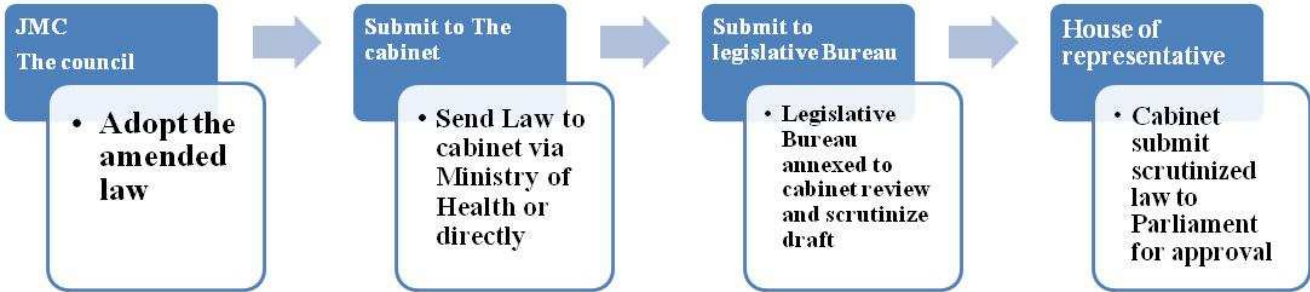 JMC
The council
• Adopt the
amended
law
Submit to The
cabinet
• Send Law to
cabinet via
Ministry of
Health or
directly
Submit to
legislative Bureau
• Legislative
Bureau
annexed to
cabinet review
and scrutinize
draft
House of
representative
• Cabinet
submit
scrutinized
law to
Parliament
for approval